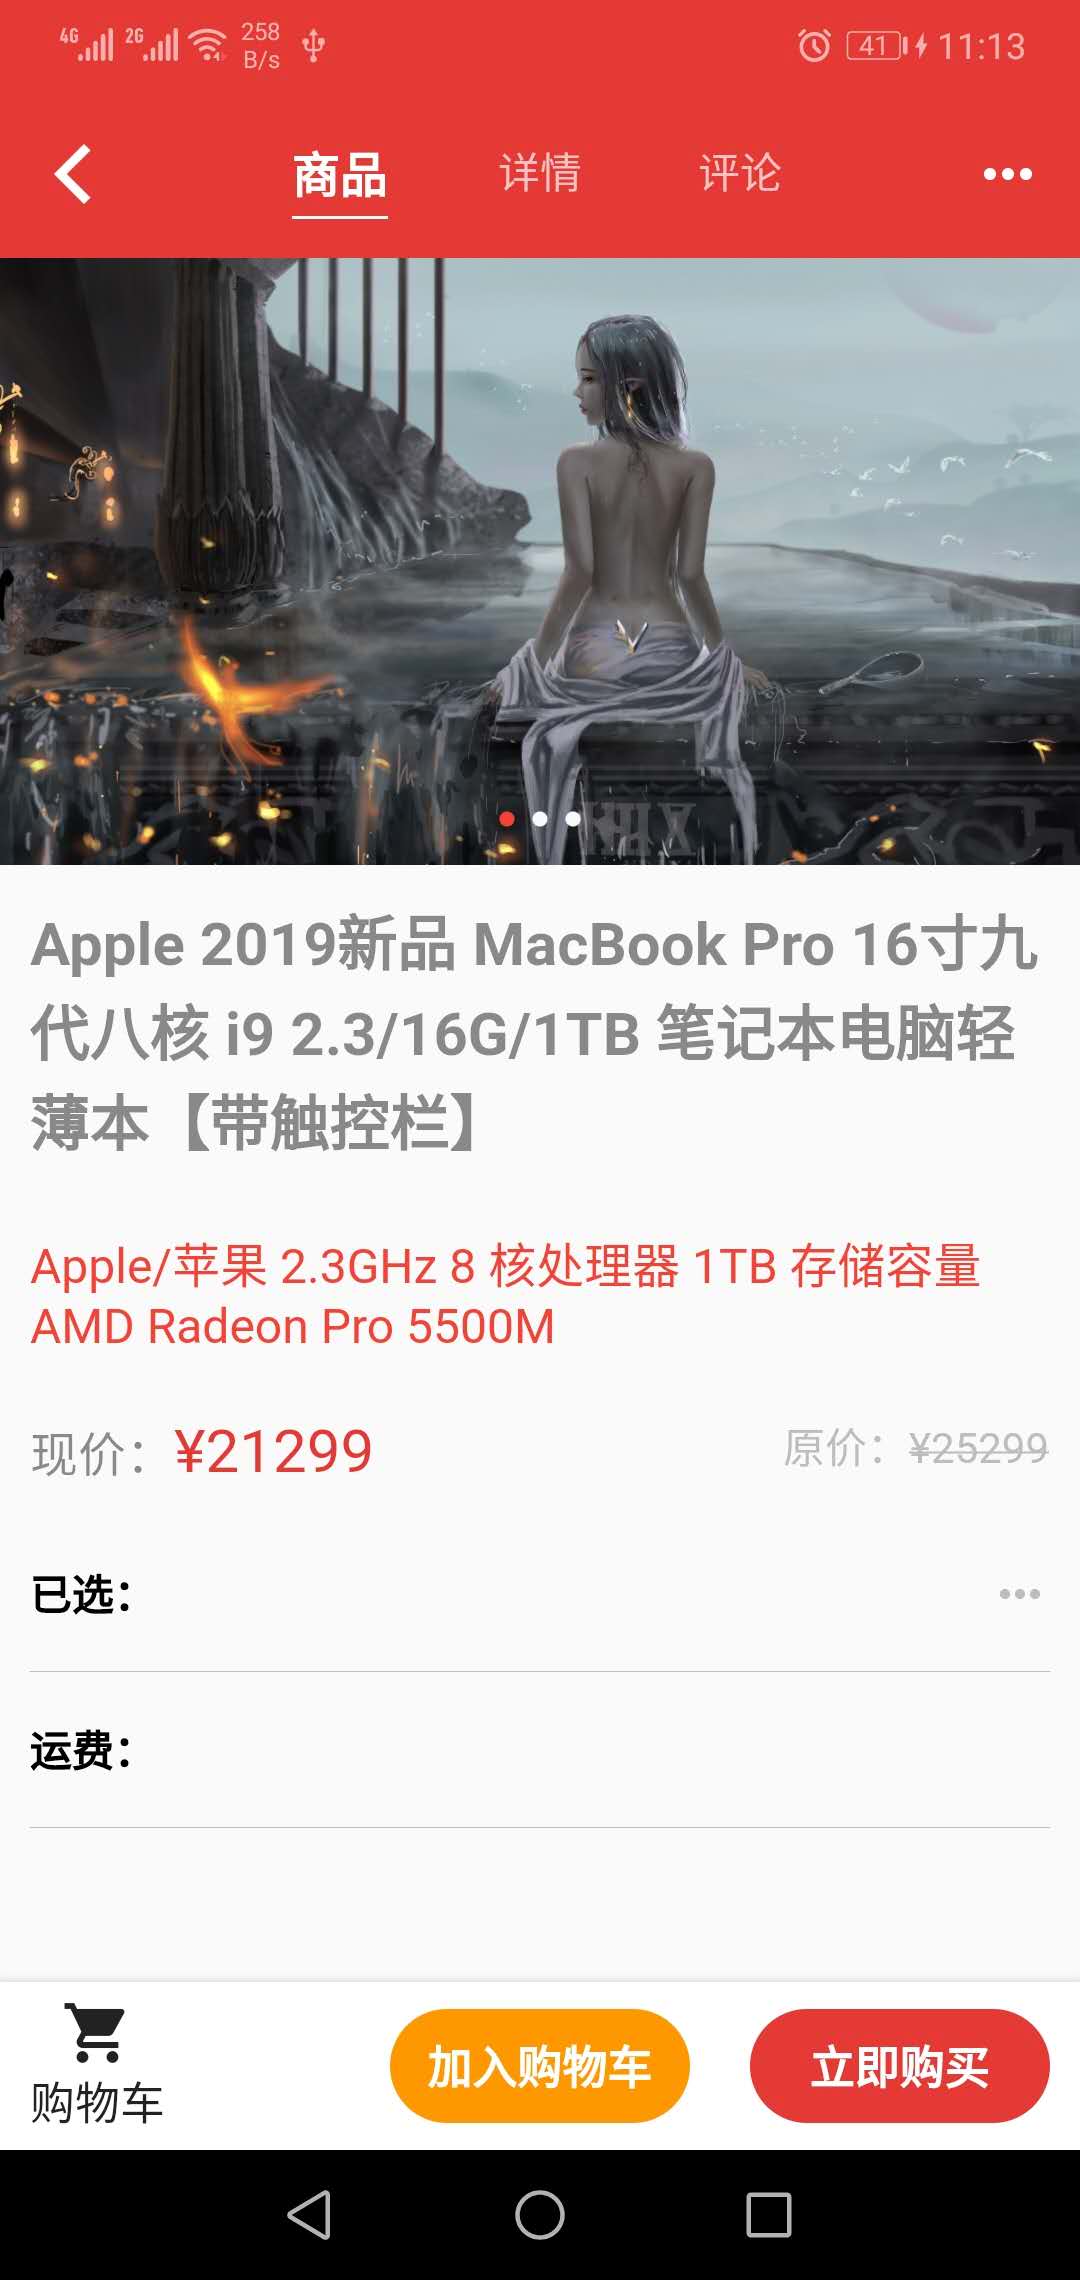 4G 2G 258 B/s 41 11:13
商品 详情 评论
Apple 2019新品 MacBook Pro 16寸九
代八核 i9 2.3/16G/1TB 笔记本电脑轻
薄本【带触控栏】
Apple/苹果 2.3GHz 8 核处理器 1TB 存储容量
AMD Radeon Pro 5500M
现价：¥21299 原价：¥25299
已选：
运费：
购物车 加入购物车 立即购买